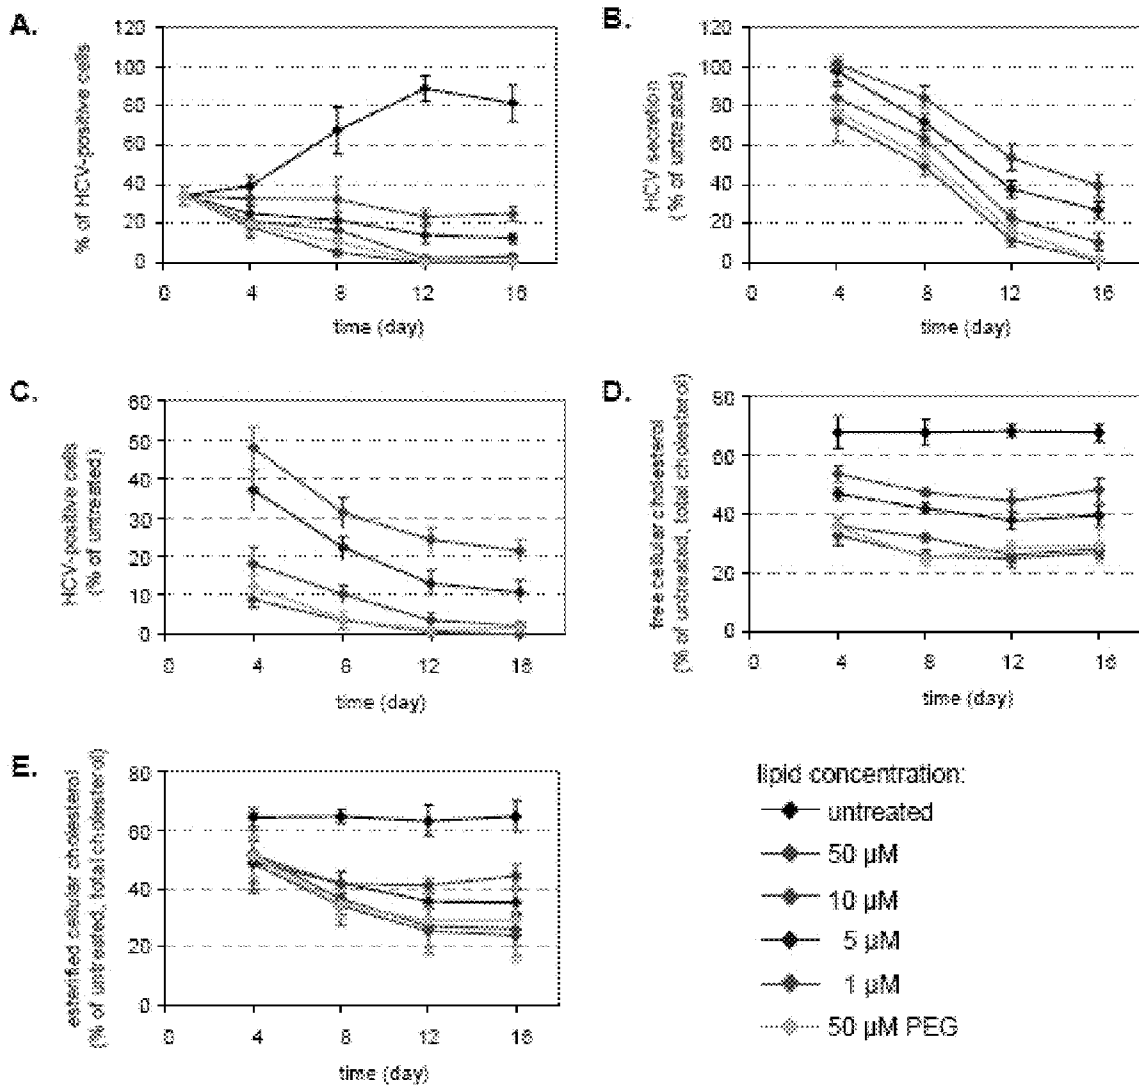 A.
% of HCV-positive cells
120
100
80
60
40
20
0
0 4 8 12 16
time (day)
B.
HCV secretion
(% of untreated)
120
100
80
60
40
20
0
0 4 8 12 16
time (day)
C.
HCV-positive cells
(% of untreated)
60
50
40
30
20
10
0
0 4 8 12 16
time (day)
D.
free cellular cholesterol
(% of untreated, total cholesterol)
80
60
40
20
0
0 4 8 12 16
time (day)
E.
esterified cellular cholesterol
(% of untreated, total cholesterol)
80
60
40
20
0
0 4 8 12 16
time (day)
lipid concentration:
untreated
50 µM
10 µM
5 µM
1 µM
50 µM PEG